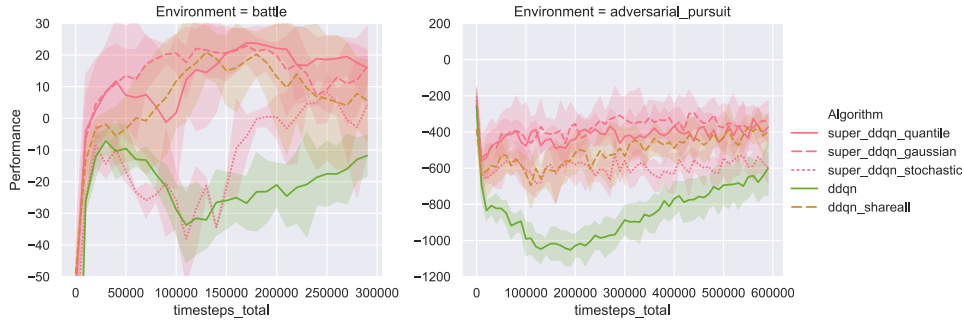 Environment = battle
Performance
30
20
10
0
−10
−20
−30
−40
−50
0 50000 100000 150000 200000 250000 300000
timesteps_total
Environment = adversarial_pursuit
200
0
−200
−400
−600
−800
−1000
−1200
0 100000 200000 300000 400000 500000 600000
timesteps_total
Algorithm
super_ddqn_quantile
super_ddqn_gaussian
super_ddqn_stochastic
ddqn
ddqn_shareall